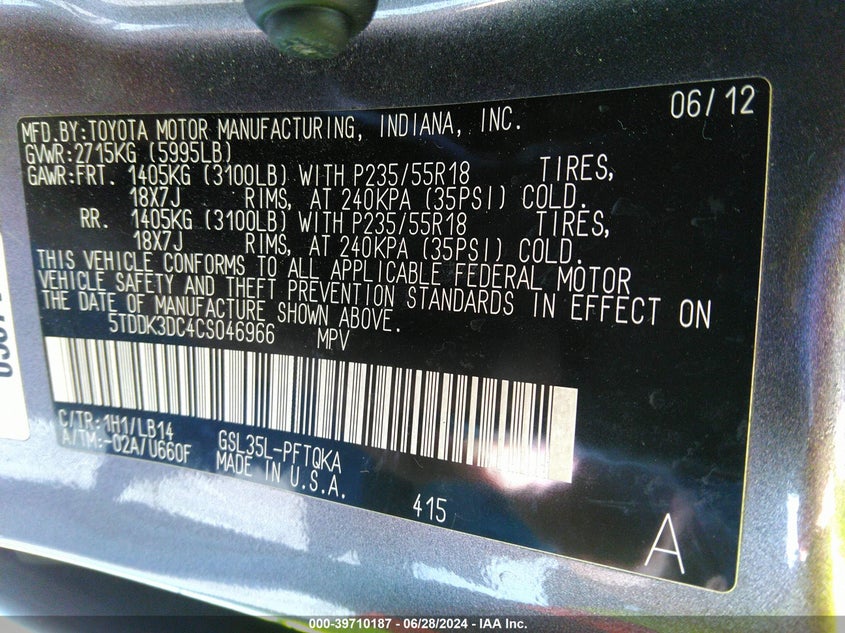 06/12
MFD.BY:TOYOTA MOTOR MANUFACTURING, INDIANA, INC.
GVWR:2715KG (5995LB)
GAWR:FRT. 1405KG (3100LB) WITH P235/55R18 TIRES,
18X7J RIMS, AT 240KPA (35PSI) COLD.
RR. 1405KG (3100LB) WITH P235/55R18 TIRES,
18X7J RIMS, AT 240KPA (35PSI) COLD.
THIS VEHICLE CONFORMS TO ALL APPLICABLE FEDERAL MOTOR
VEHICLE SAFETY AND THEFT PREVENTION STANDARDS IN EFFECT ON
THE DATE OF MANUFACTURE SHOWN ABOVE.
5TDDK3DC4CS046966 MPV
C/TR:1H1/LB14
A/TM:-02A/U660F
GSL35L-PFTQKA
MADE IN U.S.A.
415
A
000-39710187 - 06/28/2024 - IAA Inc.